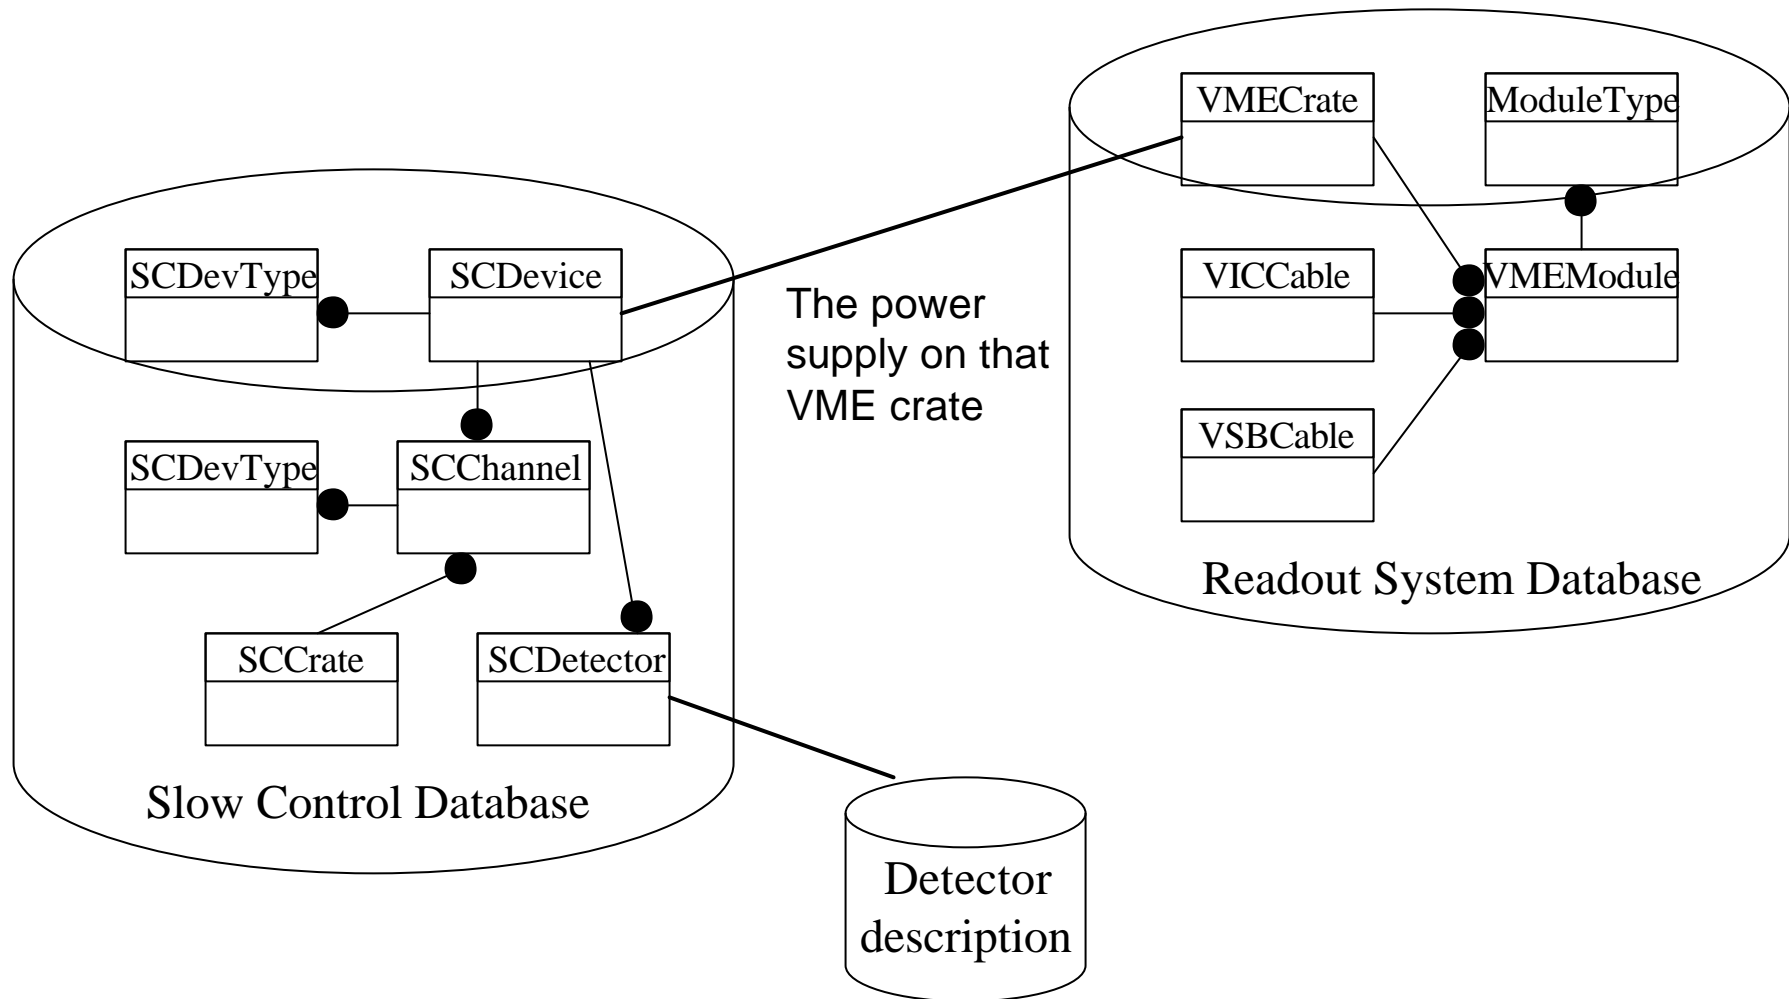 VMECrate
ModuleType
SCDevType
SCDevice
The power
supply on that
VME crate
VICCable
VMEModule
SCDevType
SCChannel
VSBCable
Readout System Database
SCCrate
SCDetector
Slow Control Database
Detector
description